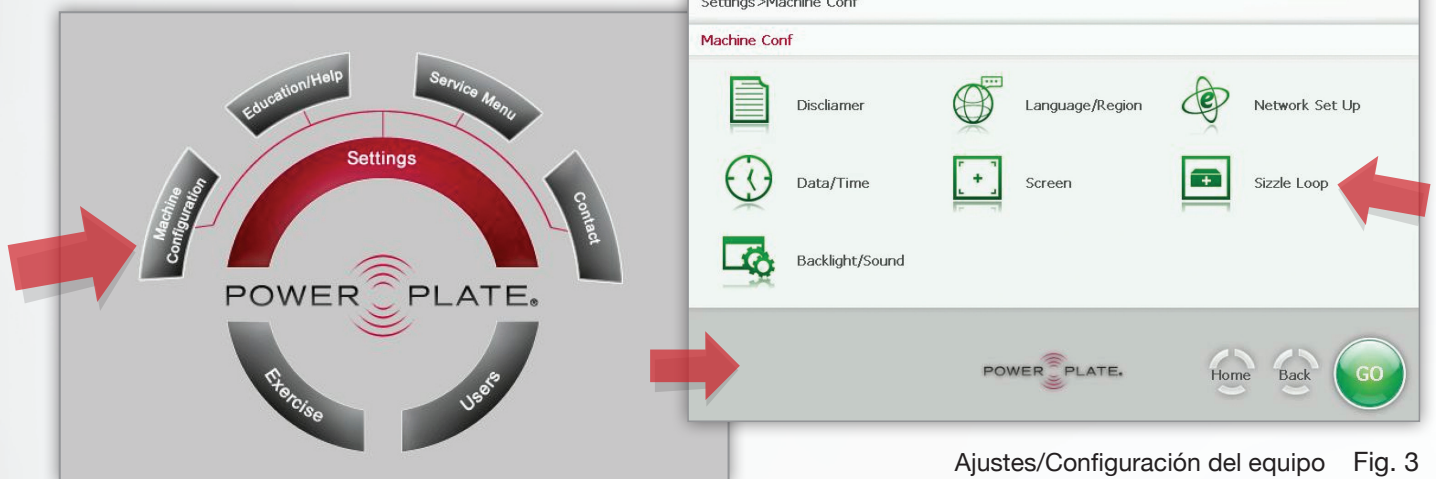 Education/Help
Service Menu
Machine
Configuration
Settings
Contact
POWER PLATE®
Exercise
Users
Settings>Machine Conf
Machine Conf
Discliamer
Language/Region
Network Set Up
Data/Time
Screen
Sizzle Loop
Backlight/Sound
POWER PLATE®
Home
Back
GO
Ajustes/Configuración del equipo Fig. 3